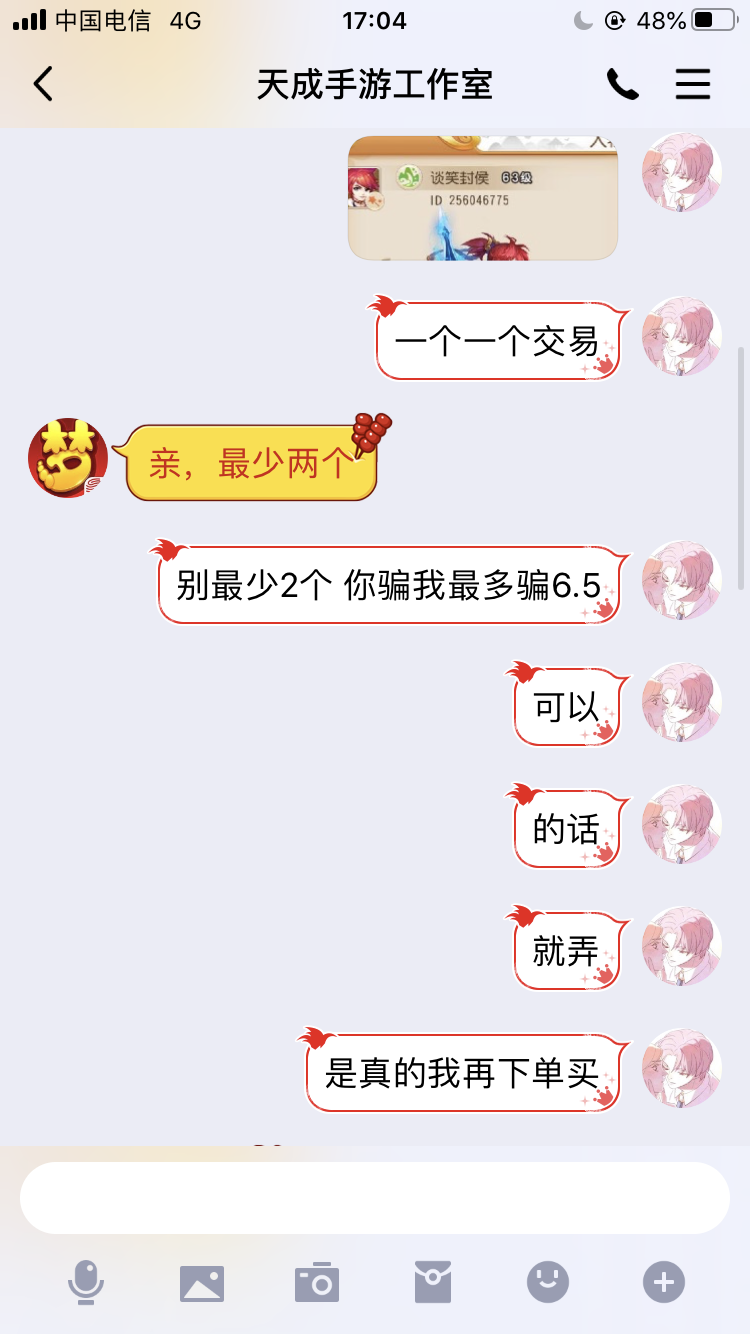 中国电信 4G 17:04 48%
天成手游工作室
谈笑封侯 63级
ID 256046775
一个一个交易
亲，最少两个
别最少2个 你骗我最多骗6.5
可以
的话
就弄
是真的我再下单买